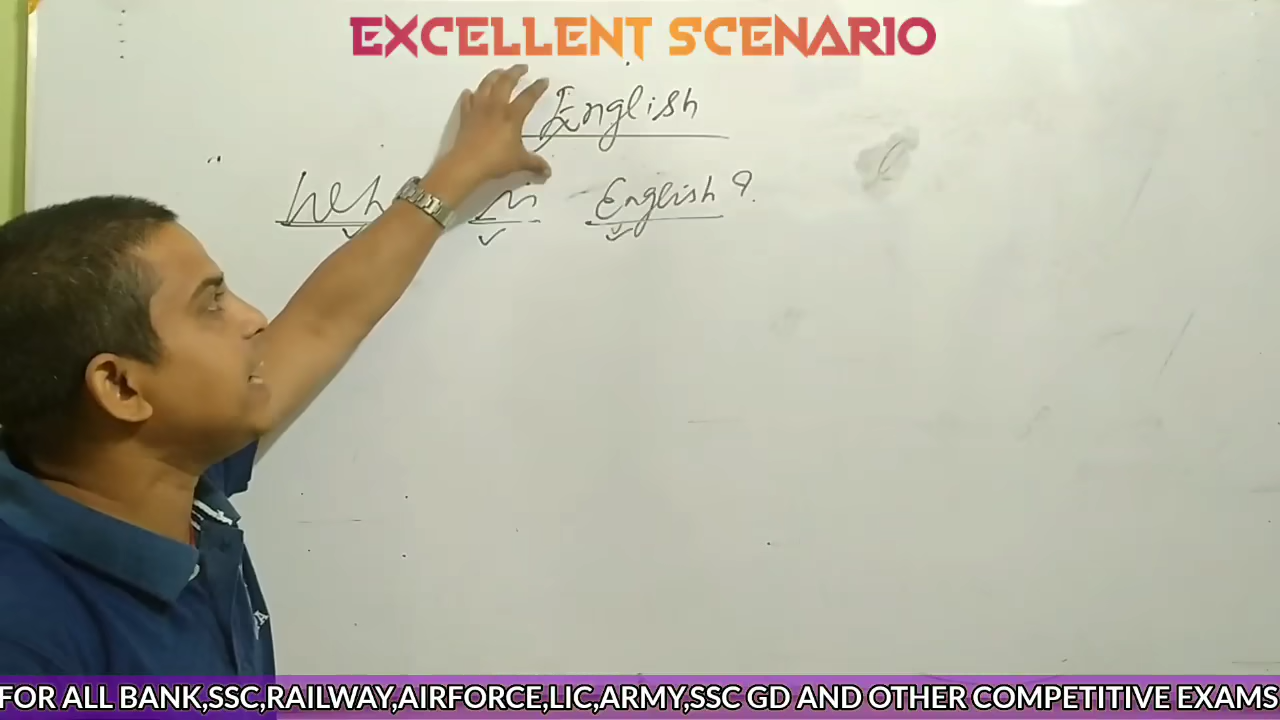 EXCELLENT SCENARIO
English
English?
FOR ALL BANK,SSC,RAILWAY,AIRFORCE,LIC,ARMY,SSC GD AND OTHER COMPETITIVE EXAMS